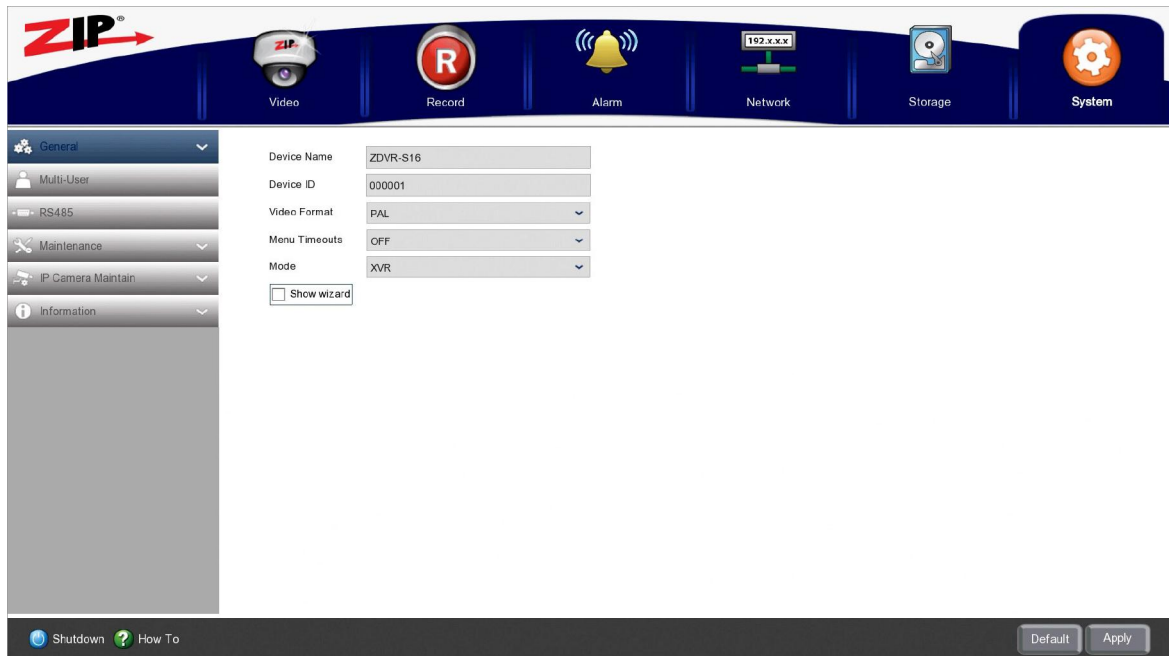 ZIP®
ZIP
R
192.x.x.x
Video
Record
Alarm
Network
Storage
System
General
Multi-User
RS485
Maintenance
IP Camera Maintain
Information
Device Name ZDVR-S16
Device ID 000001
Video Format PAL
Menu Timeouts OFF
Mode XVR
Show wizard
Shutdown ? How To
Default Apply